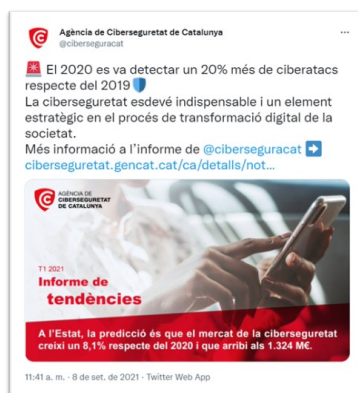 Agència de Ciberseguretat de Catalunya
@ciberseguracat
🚨 El 2020 es va detectar un 20% més de ciberatacs
respecte del 2019🛡️
La ciberseguretat esdevé indispensable i un element
estratègic en el procés de transformació digital de la
societat.
Més informació a l'informe de @ciberseguracat ➡️
ciberseguretat.gencat.cat/ca/detalls/not...
AGÈNCIA DE
CIBERSEGURETAT
DE CATALUNYA
T1 2021
Informe de
tendències
A l'Estat, la predicció és que el mercat de la ciberseguretat
creixi un 8,1% respecte del 2020 i que arribi als 1.324 M€.
11:41 a. m. · 8 de set. de 2021 · Twitter Web App